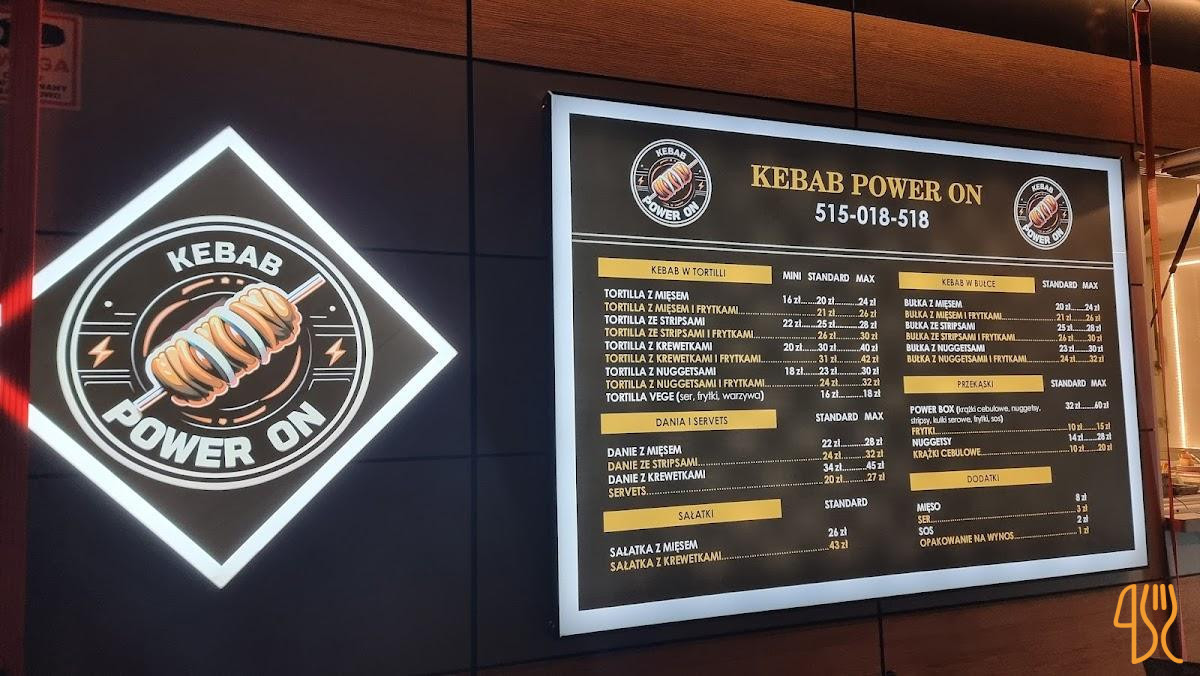 KEBAB
POWER ON
KEBAB
POWER ON
KEBAB POWER ON
515-018-518
KEBAB
POWER ON
KEBAB W TORTILLI MINI STANDARD MAX
TORTILLA Z MIĘSEM 16 zł......20 zł..........24 zł
TORTILLA Z MIĘSEM I FRYTKAMI.................21 zł..........26 zł
TORTILLA ZE STRIPSAMI 22 zł......25 zł..........28 zł
TORTILLA ZE STRIPSAMI I FRYTKAMI.............26 zł..........30 zł
TORTILLA Z KREWETKAMI 20 zł......30 zł..........40 zł
TORTILLA Z KREWETKAMI I FRYTKAMI............31 zł..........42 zł
TORTILLA Z NUGGETSAMI 18 zł......23 zł..........30 zł
TORTILLA Z NUGGETSAMI I FRYTKAMI............24 zł..........32 zł
TORTILLA VEGE (ser, frytki, warzywa) 16 zł..........18 zł
DANIA I SERVETS STANDARD MAX
DANIE Z MIĘSEM 22 zł..........28 zł
DANIE ZE STRIPSAMI..............................24 zł..........32 zł
DANIE Z KREWETKAMI 34 zł..........45 zł
SERVETS...........................................20 zł..........27 zł
SAŁATKI STANDARD
SAŁATKA Z MIĘSEM 26 zł
SAŁATKA Z KREWETKAMI..............................43 zł
KEBAB W BUŁCE STANDARD MAX
BUŁKA Z MIĘSEM 20 zł........24 zł
BUŁKA Z MIĘSEM I FRYTKAMI..............21 zł........26 zł
BUŁKA ZE STRIPSAMI 25 zł........28 zł
BUŁKA ZE STRIPSAMI I FRYTKAMI..........26 zł........30 zł
BUŁKA Z NUGGETSAMI 23 zł........30 zł
BUŁKA Z NUGGETSAMI I FRYTKAMI.........24 zł........32 zł
PRZEKĄSKI STANDARD MAX
POWER BOX (krążki cebulowe, nuggetsy, 32 zł........60 zł
stripsy, kulki serowe, frytki, sos)
FRYTKI......................................10 zł........15 zł
NUGGETSY 14 zł........28 zł
KRĄŻKI CEBULOWE.........................10 zł........20 zł
DODATKI
MIĘSO 8 zł
SER.............................................3 zł
SOS 2 zł
OPAKOWANIE NA WYNOS......................1 zł